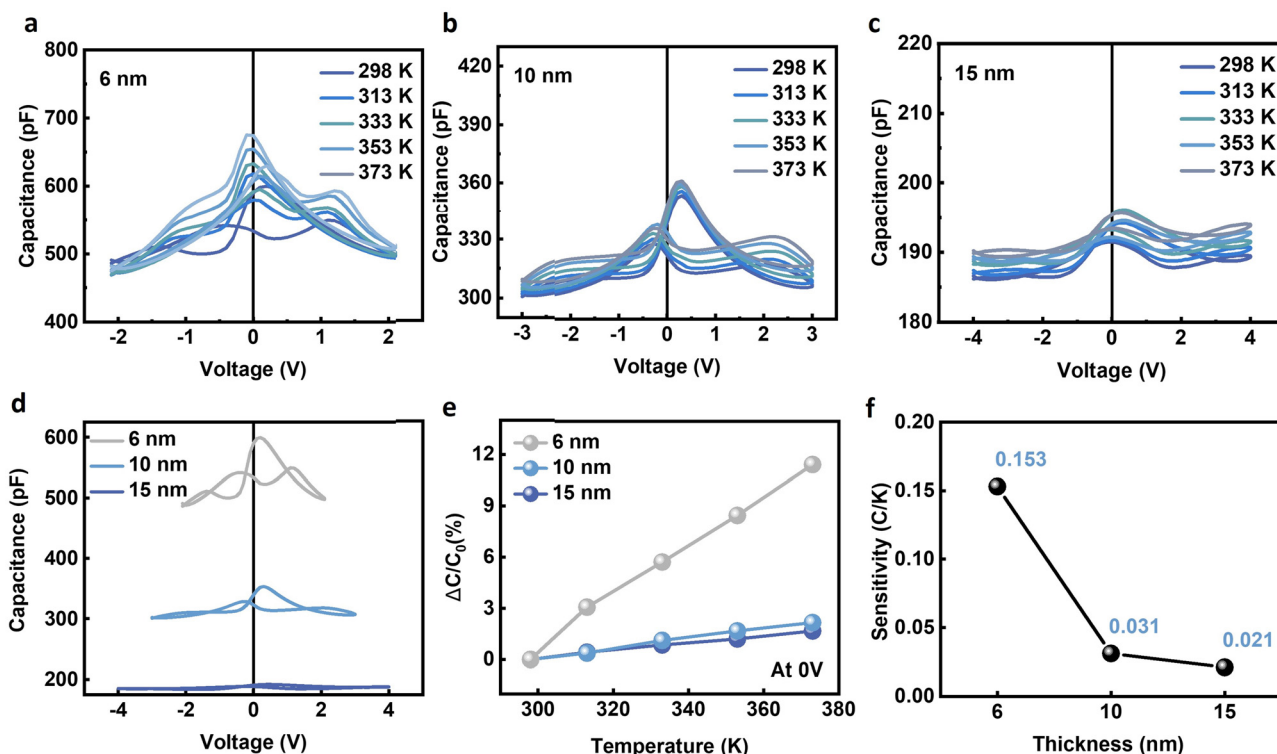 a
800
700
600
500
400
Capacitance (pF)
6 nm
298 K
313 K
333 K
353 K
373 K
-2 -1 0 1 2
Voltage (V)
b
420
390
360
330
300
Capacitance (pF)
10 nm
298 K
313 K
333 K
353 K
373 K
-3 -2 -1 0 1 2 3
Voltage (V)
c
220
210
200
190
180
Capacitance (pF)
15 nm
298 K
313 K
333 K
353 K
373 K
-4 -2 0 2 4
Voltage (V)
d
600
500
400
300
200
Capacitance (pF)
6 nm
10 nm
15 nm
-4 -2 0 2 4
Voltage (V)
e
12
9
6
3
0
ΔC/C₀(%)
6 nm
10 nm
15 nm
At 0V
300 320 340 360 380
Temperature (K)
f
0.20
0.15
0.10
0.05
0.00
Sensitivity (C/K)
0.153
0.031
0.021
6 10 15
Thickness (nm)